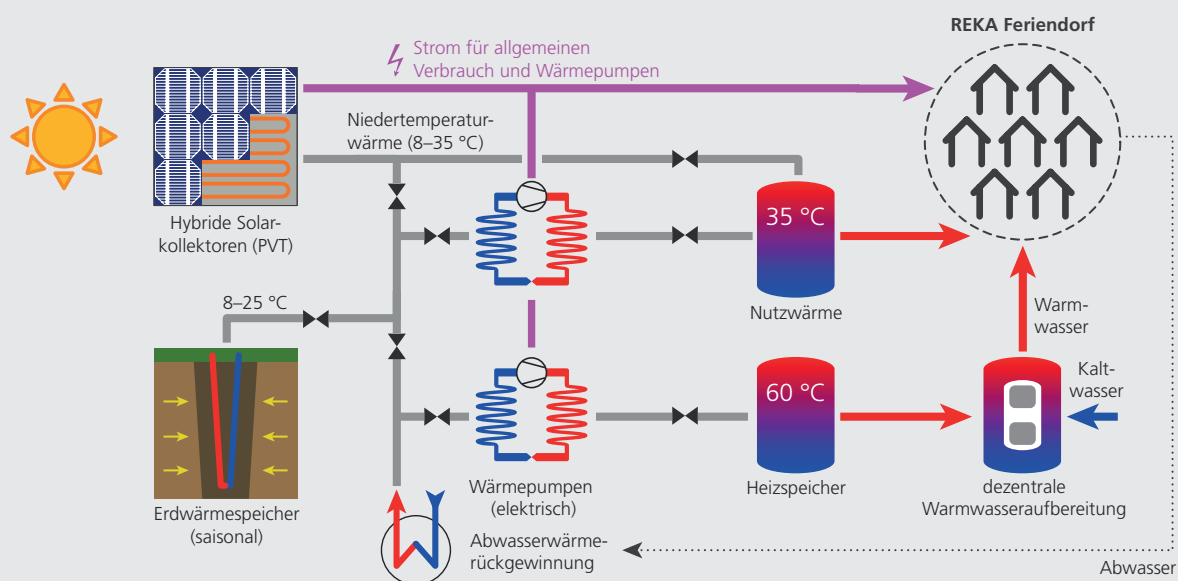 REKA Feriendorf
Strom für allgemeinen
Verbrauch und Wärmepumpen
Niedertemperatur-
wärme (8–35 °C)
Hybride Solar-
kollektoren (PVT)
35 °C
Nutzwärme
8–25 °C
Warm-
wasser
Kalt-
wasser
60 °C
Erdwärmespeicher
(saisonal)
Wärmepumpen
(elektrisch)
Heizspeicher
dezentrale
Warmwasseraufbereitung
Abwasserwärme-
rückgewinnung
Abwasser